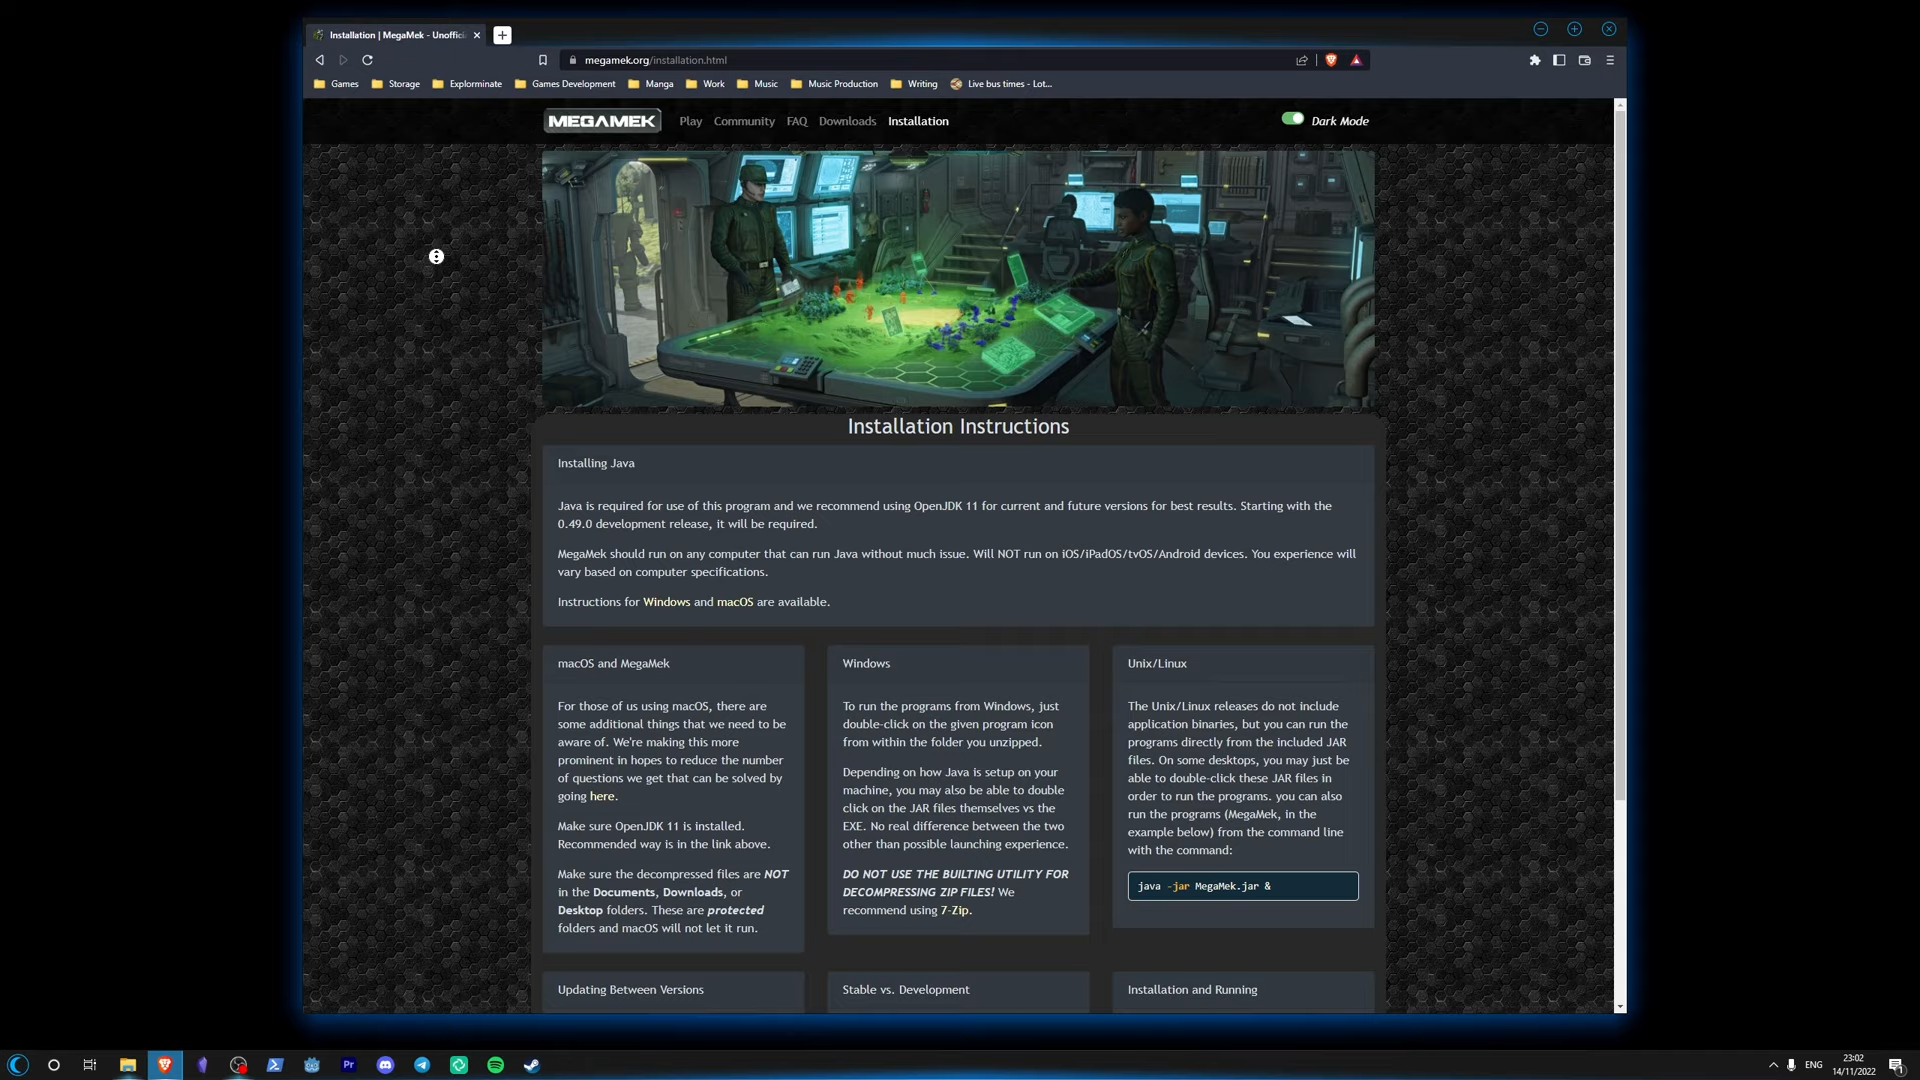 Installation | MegaMek - Unoffici
megamek.org/installation.html
Games
Storage
Explorminate
Games Development
Manga
Work
Music
Music Production
Writing
Live bus times - Lot...
MEGAMEK
Play
Community
FAQ
Downloads
Installation
Dark Mode
Installation Instructions
Installing Java
Java is required for use of this program and we recommend using OpenJDK 11 for current and future versions for best results. Starting with the
0.49.0 development release, it will be required.
MegaMek should run on any computer that can run Java without much issue. Will NOT run on iOS/iPadOS/tvOS/Android devices. You experience will
vary based on computer specifications.
Instructions for Windows and macOS are available.
macOS and MegaMek
For those of us using macOS, there are
some additional things that we need to be
aware of. We're making this more
prominent in hopes to reduce the number
of questions we get that can be solved by
going here.
Make sure OpenJDK 11 is installed.
Recommended way is in the link above.
Make sure the decompressed files are NOT
in the Documents, Downloads, or
Desktop folders. These are protected
folders and macOS will not let it run.
Windows
To run the programs from Windows, just
double-click on the given program icon
from within the folder you unzipped.
Depending on how Java is setup on your
machine, you may also be able to double
click on the JAR files themselves vs the
EXE. No real difference between the two
other than possible launching experience.
DO NOT USE THE BUILTING UTILITY FOR
DECOMPRESSING ZIP FILES! We
recommend using 7-Zip.
Unix/Linux
The Unix/Linux releases do not include
application binaries, but you can run the
programs directly from the included JAR
files. On some desktops, you may just be
able to double-click these JAR files in
order to run the programs. you can also
run the programs (MegaMek, in the
example below) from the command line
with the command:
java -jar MegaMek.jar &
Updating Between Versions
Stable vs. Development
Installation and Running
Pr
ENG
23:02
14/11/2022